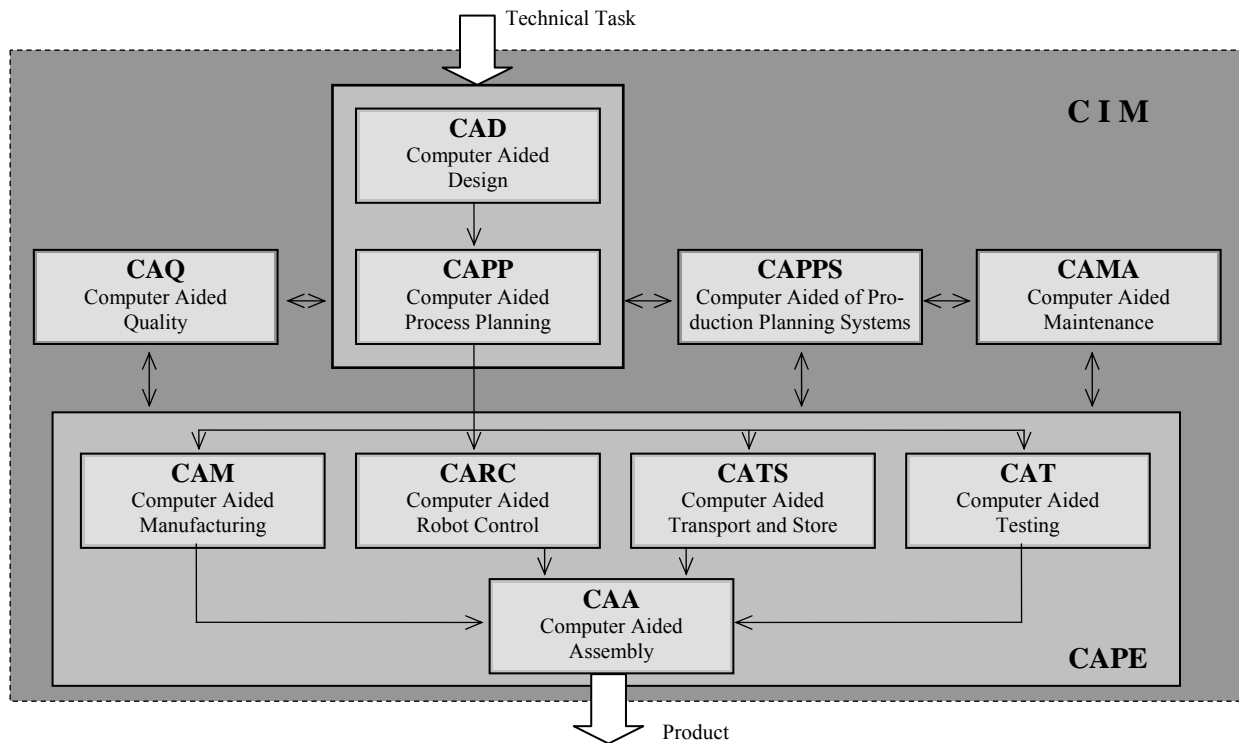 Technical Task
C I M
CAD
Computer Aided
Design
CAQ
Computer Aided
Quality
CAPP
Computer Aided
Process Planning
CAPPS
Computer Aided of Pro-
duction Planning Systems
CAMA
Computer Aided
Maintenance
CAM
Computer Aided
Manufacturing
CARC
Computer Aided
Robot Control
CATS
Computer Aided
Transport and Store
CAT
Computer Aided
Testing
CAA
Computer Aided
Assembly
CAPE
Product